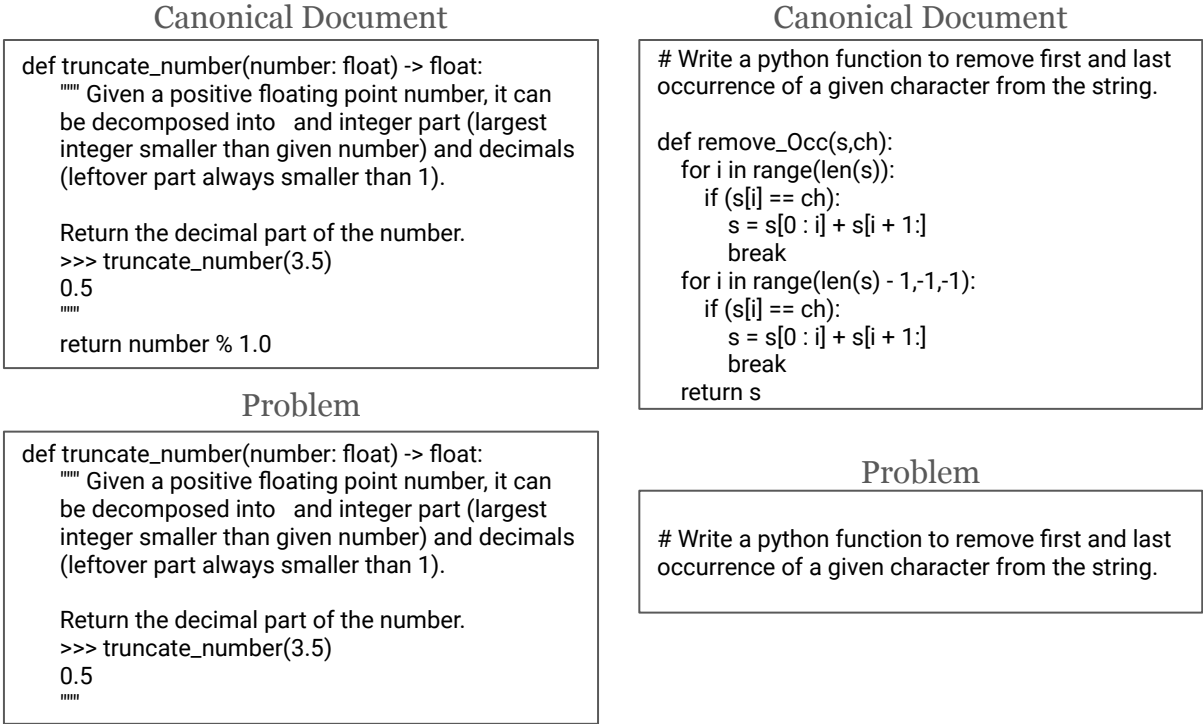 Canonical Document
def truncate_number(number: float) -> float:
""" Given a positive floating point number, it can
be decomposed into   and integer part (largest
integer smaller than given number) and decimals
(leftover part always smaller than 1).
Return the decimal part of the number.
>>> truncate_number(3.5)
0.5
"""
return number % 1.0
Problem
def truncate_number(number: float) -> float:
""" Given a positive floating point number, it can
be decomposed into   and integer part (largest
integer smaller than given number) and decimals
(leftover part always smaller than 1).
Return the decimal part of the number.
>>> truncate_number(3.5)
0.5
"""
Canonical Document
# Write a python function to remove first and last
occurrence of a given character from the string.
def remove_Occ(s,ch):
for i in range(len(s)):
if (s[i] == ch):
s = s[0 : i] + s[i + 1:]
break
for i in range(len(s) - 1,-1,-1):
if (s[i] == ch):
s = s[0 : i] + s[i + 1:]
break
return s
Problem
# Write a python function to remove first and last
occurrence of a given character from the string.